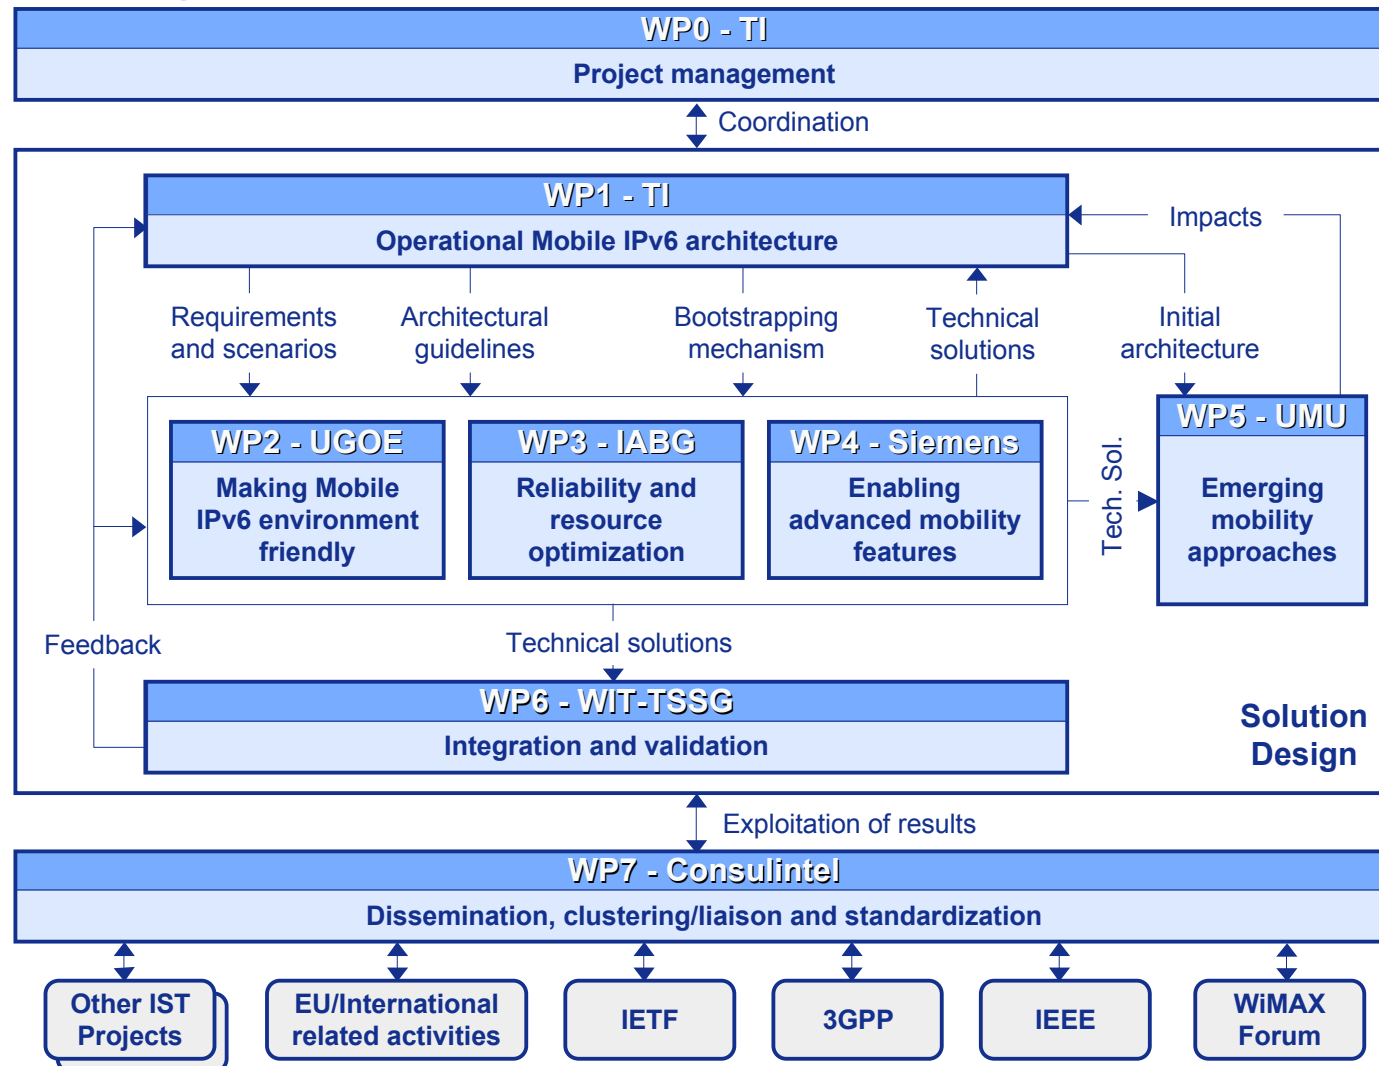 WP0 - TI
Project management
Coordination
WP1 - TI
Operational Mobile IPv6 architecture
Impacts
Requirements
and scenarios
Architectural
guidelines
Bootstrapping
mechanism
Technical
solutions
Initial
architecture
WP2 - UGOE
Making Mobile
IPv6 environment
friendly
WP3 - IABG
Reliability and
resource
optimization
WP4 - Siemens
Enabling
advanced mobility
features
Tech. Sol.
WP5 - UMU
Emerging
mobility
approaches
Feedback
Technical solutions
WP6 - WIT-TSSG
Integration and validation
Solution
Design
Exploitation of results
WP7 - Consulintel
Dissemination, clustering/liaison and standardization
Other IST
Projects
EU/International
related activities
IETF
3GPP
IEEE
WiMAX
Forum